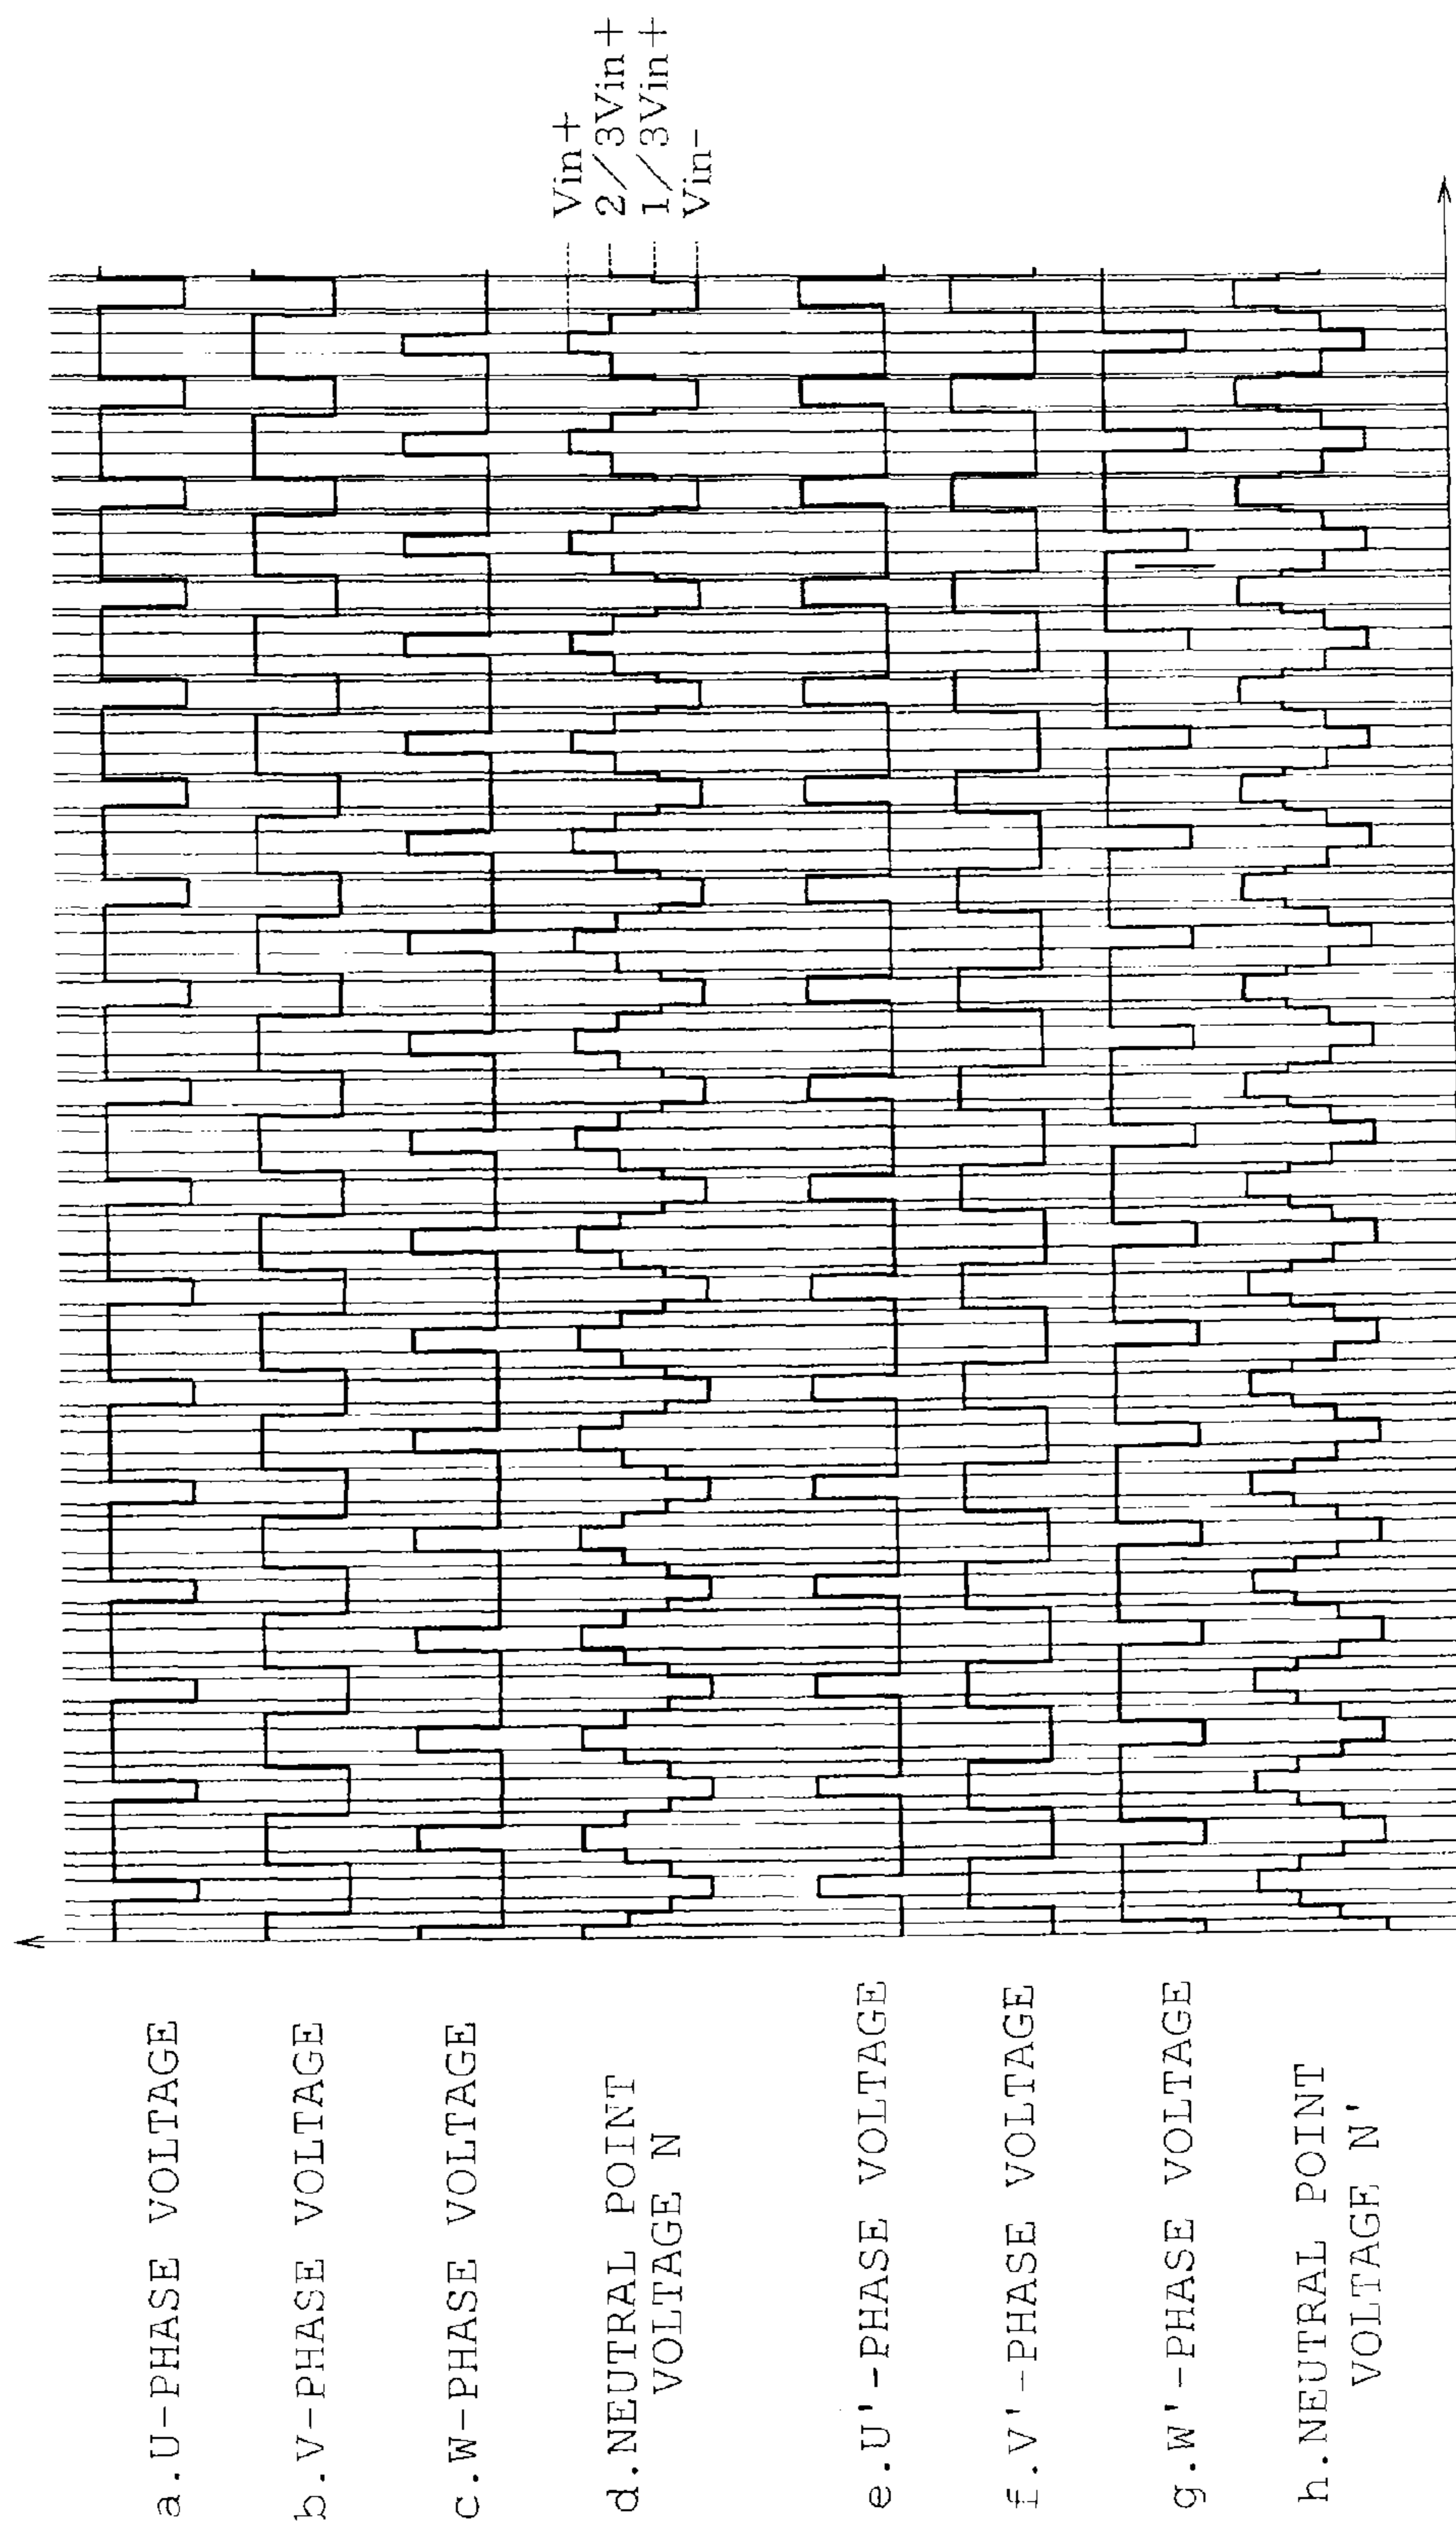 a.U-PHASE VOLTAGE
b.V-PHASE VOLTAGE
c.W-PHASE VOLTAGE
d.NEUTRAL POINT
VOLTAGE N
e.U'-PHASE VOLTAGE
f.V'-PHASE VOLTAGE
g.W'-PHASE VOLTAGE
h.NEUTRAL POINT
VOLTAGE N'
Vin+
2/3Vin+
1/3Vin+
Vin-